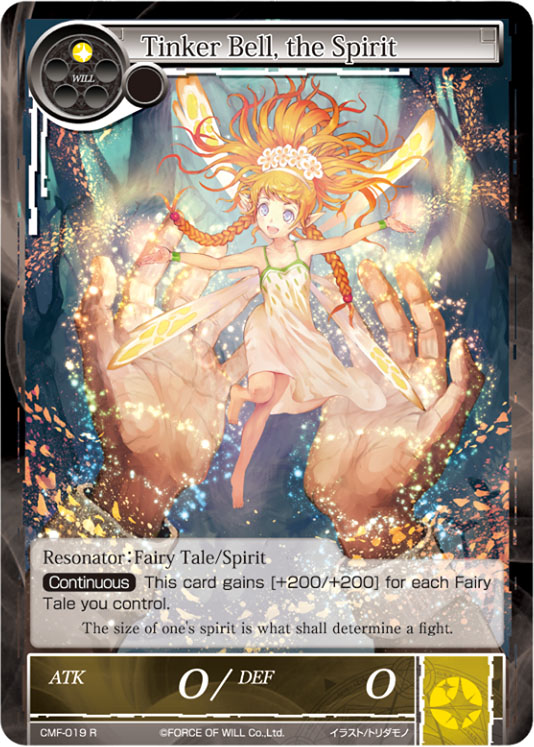 Tinker Bell, the Spirit
WILL
Resonator:Fairy Tale/Spirit
Continuous This card gains [+200/+200] for each Fairy
Tale you control.
The size of one's spirit is what shall determine a fight.
ATK 0/ DEF 0
CMF-019 R ©FORCE OF WILL Co.,Ltd. イラスト/トリダモノ